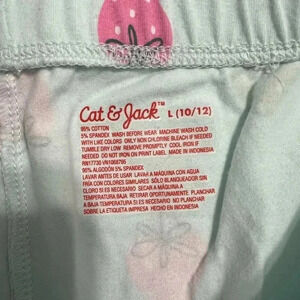 Cat & Jack™ L (10/12)
95% COTTON
5% SPANDEX WASH BEFORE WEAR MACHINE WASH COLD
WITH LIKE COLORS ONLY NON CHLORINE BLEACH IF NEEDED
TUMBLE DRY LOW REMOVE PROMPTLY COOL IRON IF
NEEDED DO NOT IRON ON PRINT LABEL MADE IN INDONESIA
RN17730
95% ALGODÓN 5% SPANDEX
LAVAR ANTES DE USAR LAVAR A MÁQUINA CON AGUA
FRÍA CON COLORES SIMILARES SÓLO BLANQUEADOR SIN
CLORO SI ES NECESARIO SECAR A MÁQUINA A
TEMPERATURA BAJA RETIRAR OPORTUNAMENTE PLANCHAR
A BAJA TEMPERATURA SI ES NECESARIO NO PLANCHAR
SOBRE LA ETIQUETA IMPRESA HECHO EN INDONESIA